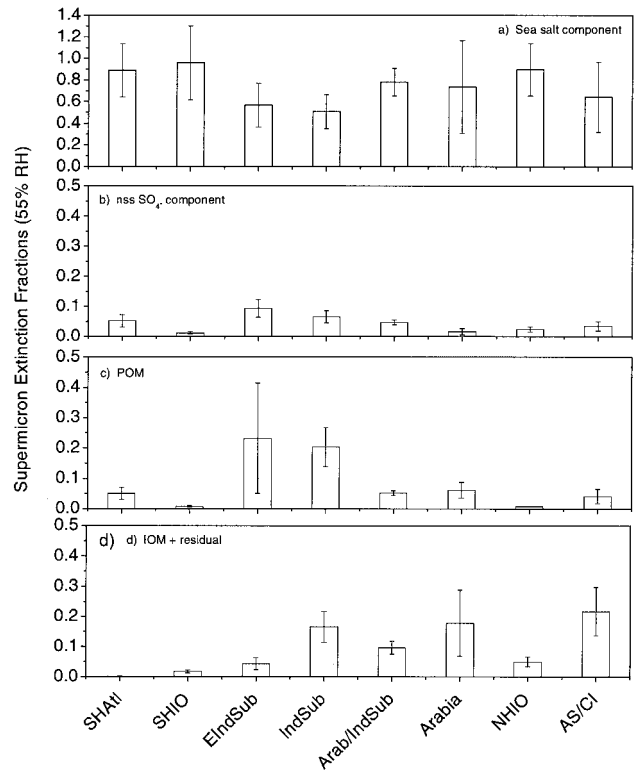 Supermicron Extinction Fractions (55% RH)
a) Sea salt component
1.4
1.2
1.0
0.8
0.6
0.4
0.2
0.0
b) nss SO4- component
0.5
0.4
0.3
0.2
0.1
0.0
c) POM
0.5
0.4
0.3
0.2
0.1
0.0
d) d) IOM + residual
0.5
0.4
0.3
0.2
0.1
0.0
SHAtl
SHIO
EIndSub
IndSub
Arab/IndSub
Arabia
NHIO
AS/CI